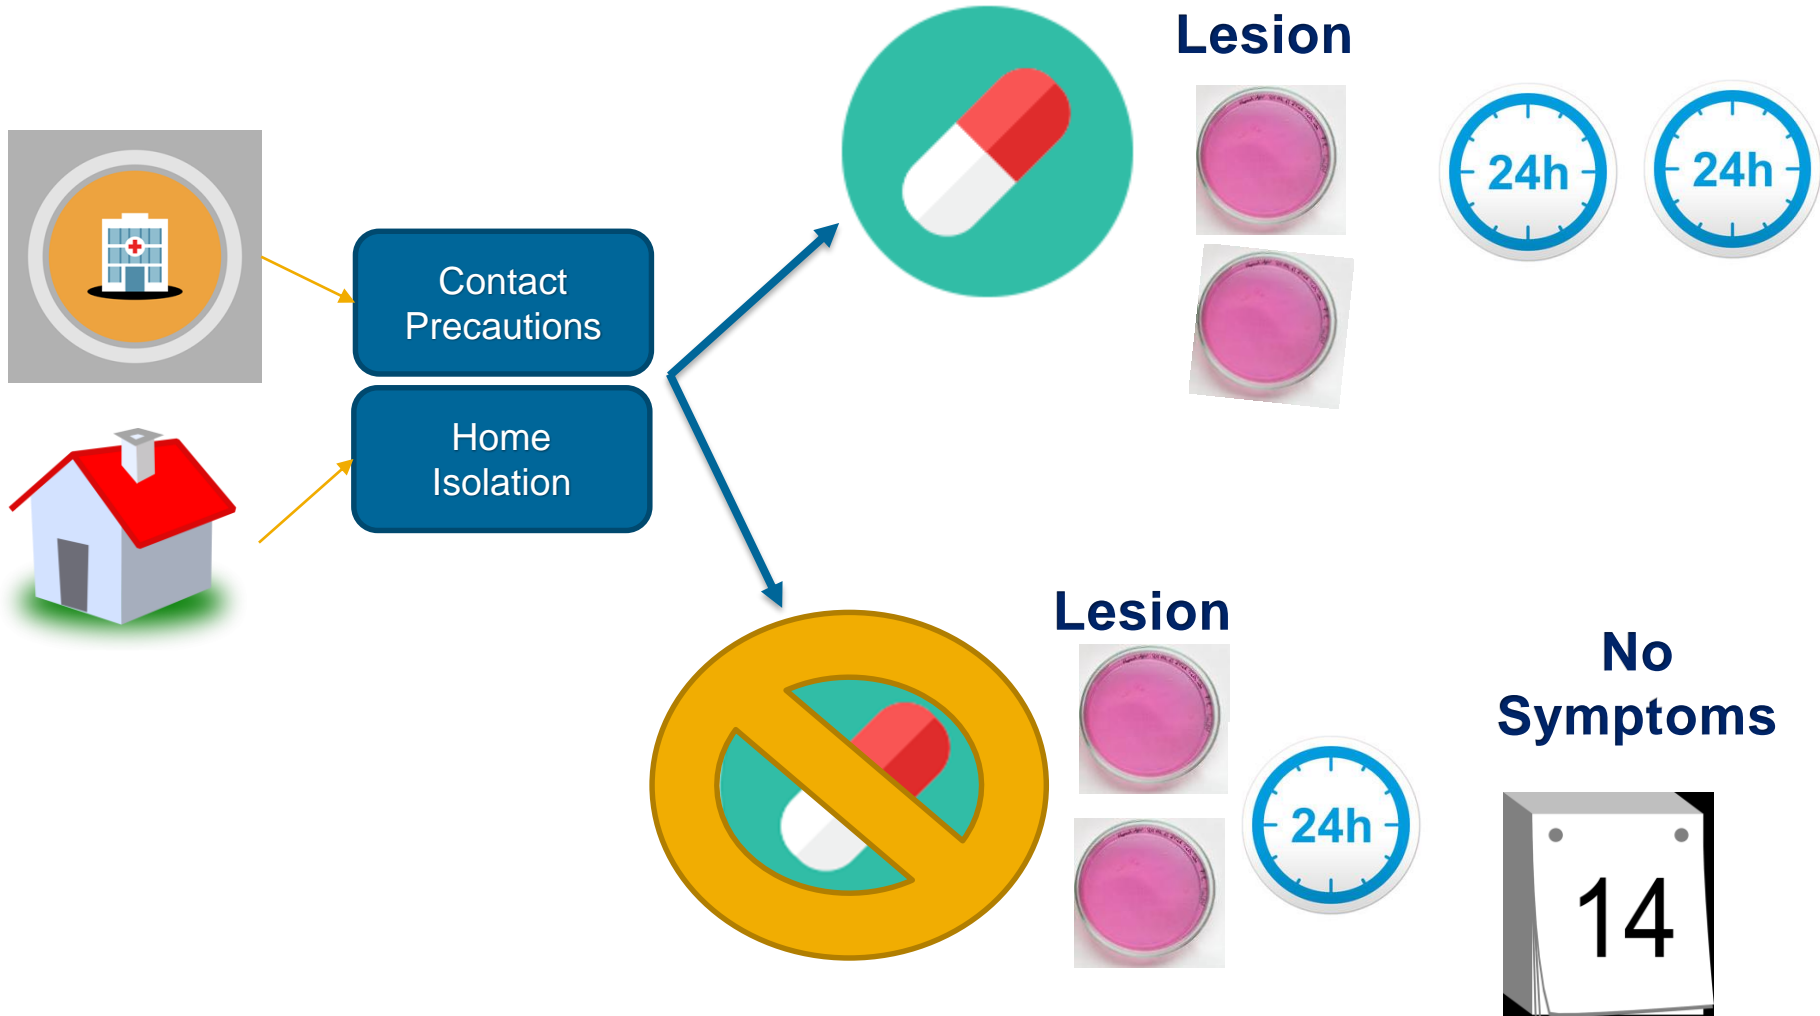 Lesion
24h
24h
Contact
Precautions
Home
Isolation
Lesion
No
Symptoms
24h
14